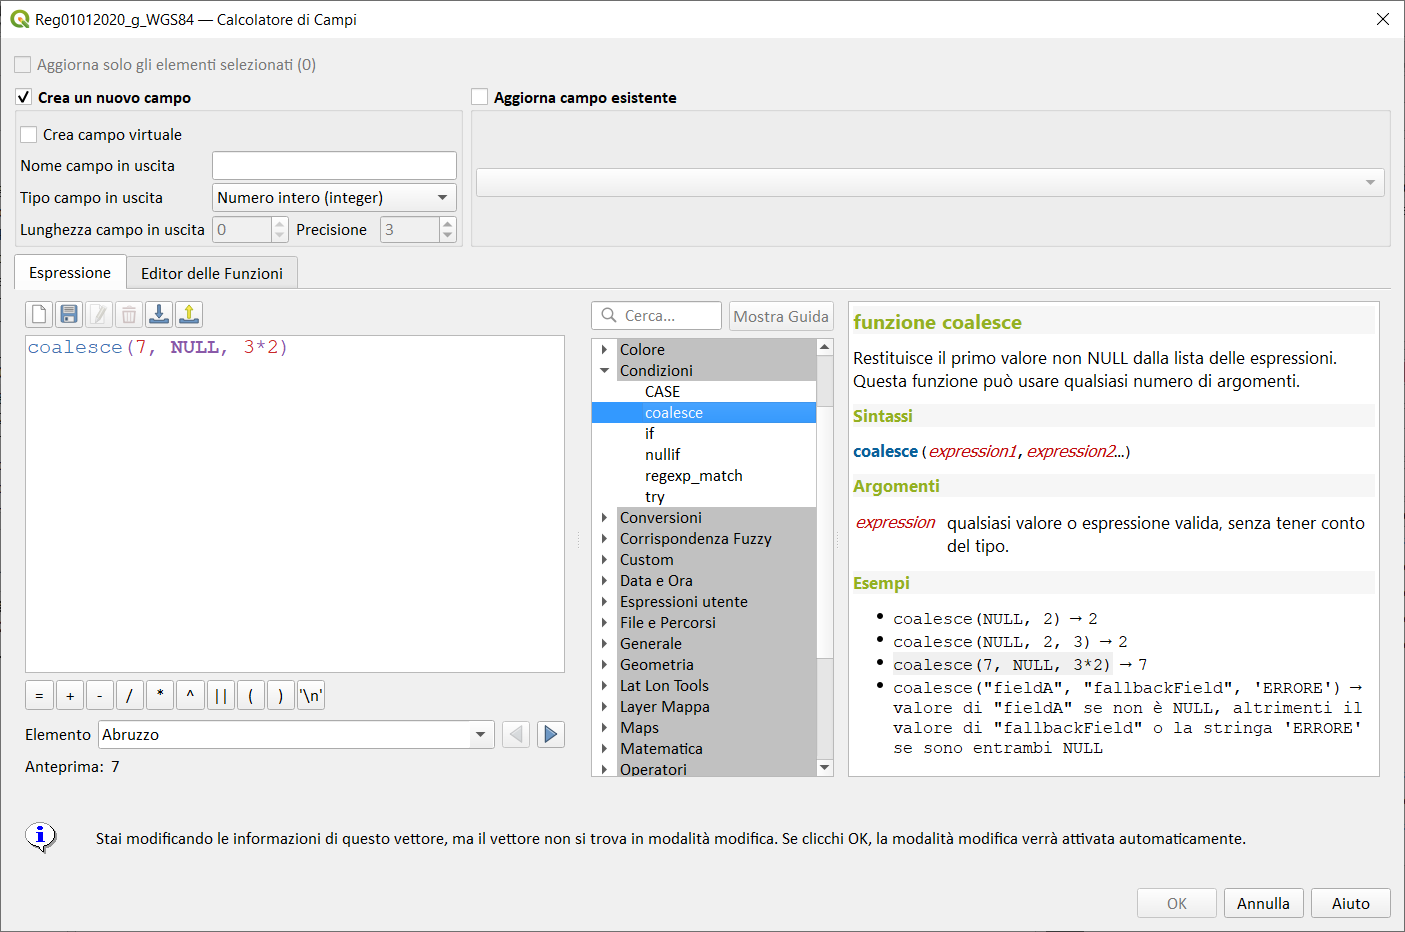 Reg01012020_g_WGS84 — Calcolatore di Campi
Aggiorna solo gli elementi selezionati (0)
Crea un nuovo campo
Aggiorna campo esistente
Crea campo virtuale
Nome campo in uscita
Tipo campo in uscita Numero intero (integer)
Lunghezza campo in uscita 0 Precisione 3
Espressione Editor delle Funzioni
coalesce(7, NULL, 3*2)
= + - / * ^ || ( ) '\n'
Elemento Abruzzo
Anteprima: 7
Cerca... Mostra Guida
Colore
Condizioni
CASE
coalesce
if
nullif
regexp_match
try
Conversioni
Corrispondenza Fuzzy
Custom
Data e Ora
Espressioni utente
File e Percorsi
Generale
Geometria
Lat Lon Tools
Layer Mappa
Maps
Matematica
Operatori
funzione coalesce
Restituisce il primo valore non NULL dalla lista delle espressioni.
Questa funzione può usare qualsiasi numero di argomenti.
Sintassi
coalesce(expression1, expression2…)
Argomenti
expression qualsiasi valore o espressione valida, senza tener conto
del tipo.
Esempi
• coalesce(NULL, 2) → 2
• coalesce(NULL, 2, 3) → 2
• coalesce(7, NULL, 3*2) → 7
• coalesce("fieldA", "fallbackField", 'ERRORE') →
valore di "fieldA" se non è NULL, altrimenti il
valore di "fallbackField" o la stringa 'ERRORE'
se sono entrambi NULL
Stai modificando le informazioni di questo vettore, ma il vettore non si trova in modalità modifica. Se clicchi OK, la modalità modifica verrà attivata automaticamente.
OK Annulla Aiuto